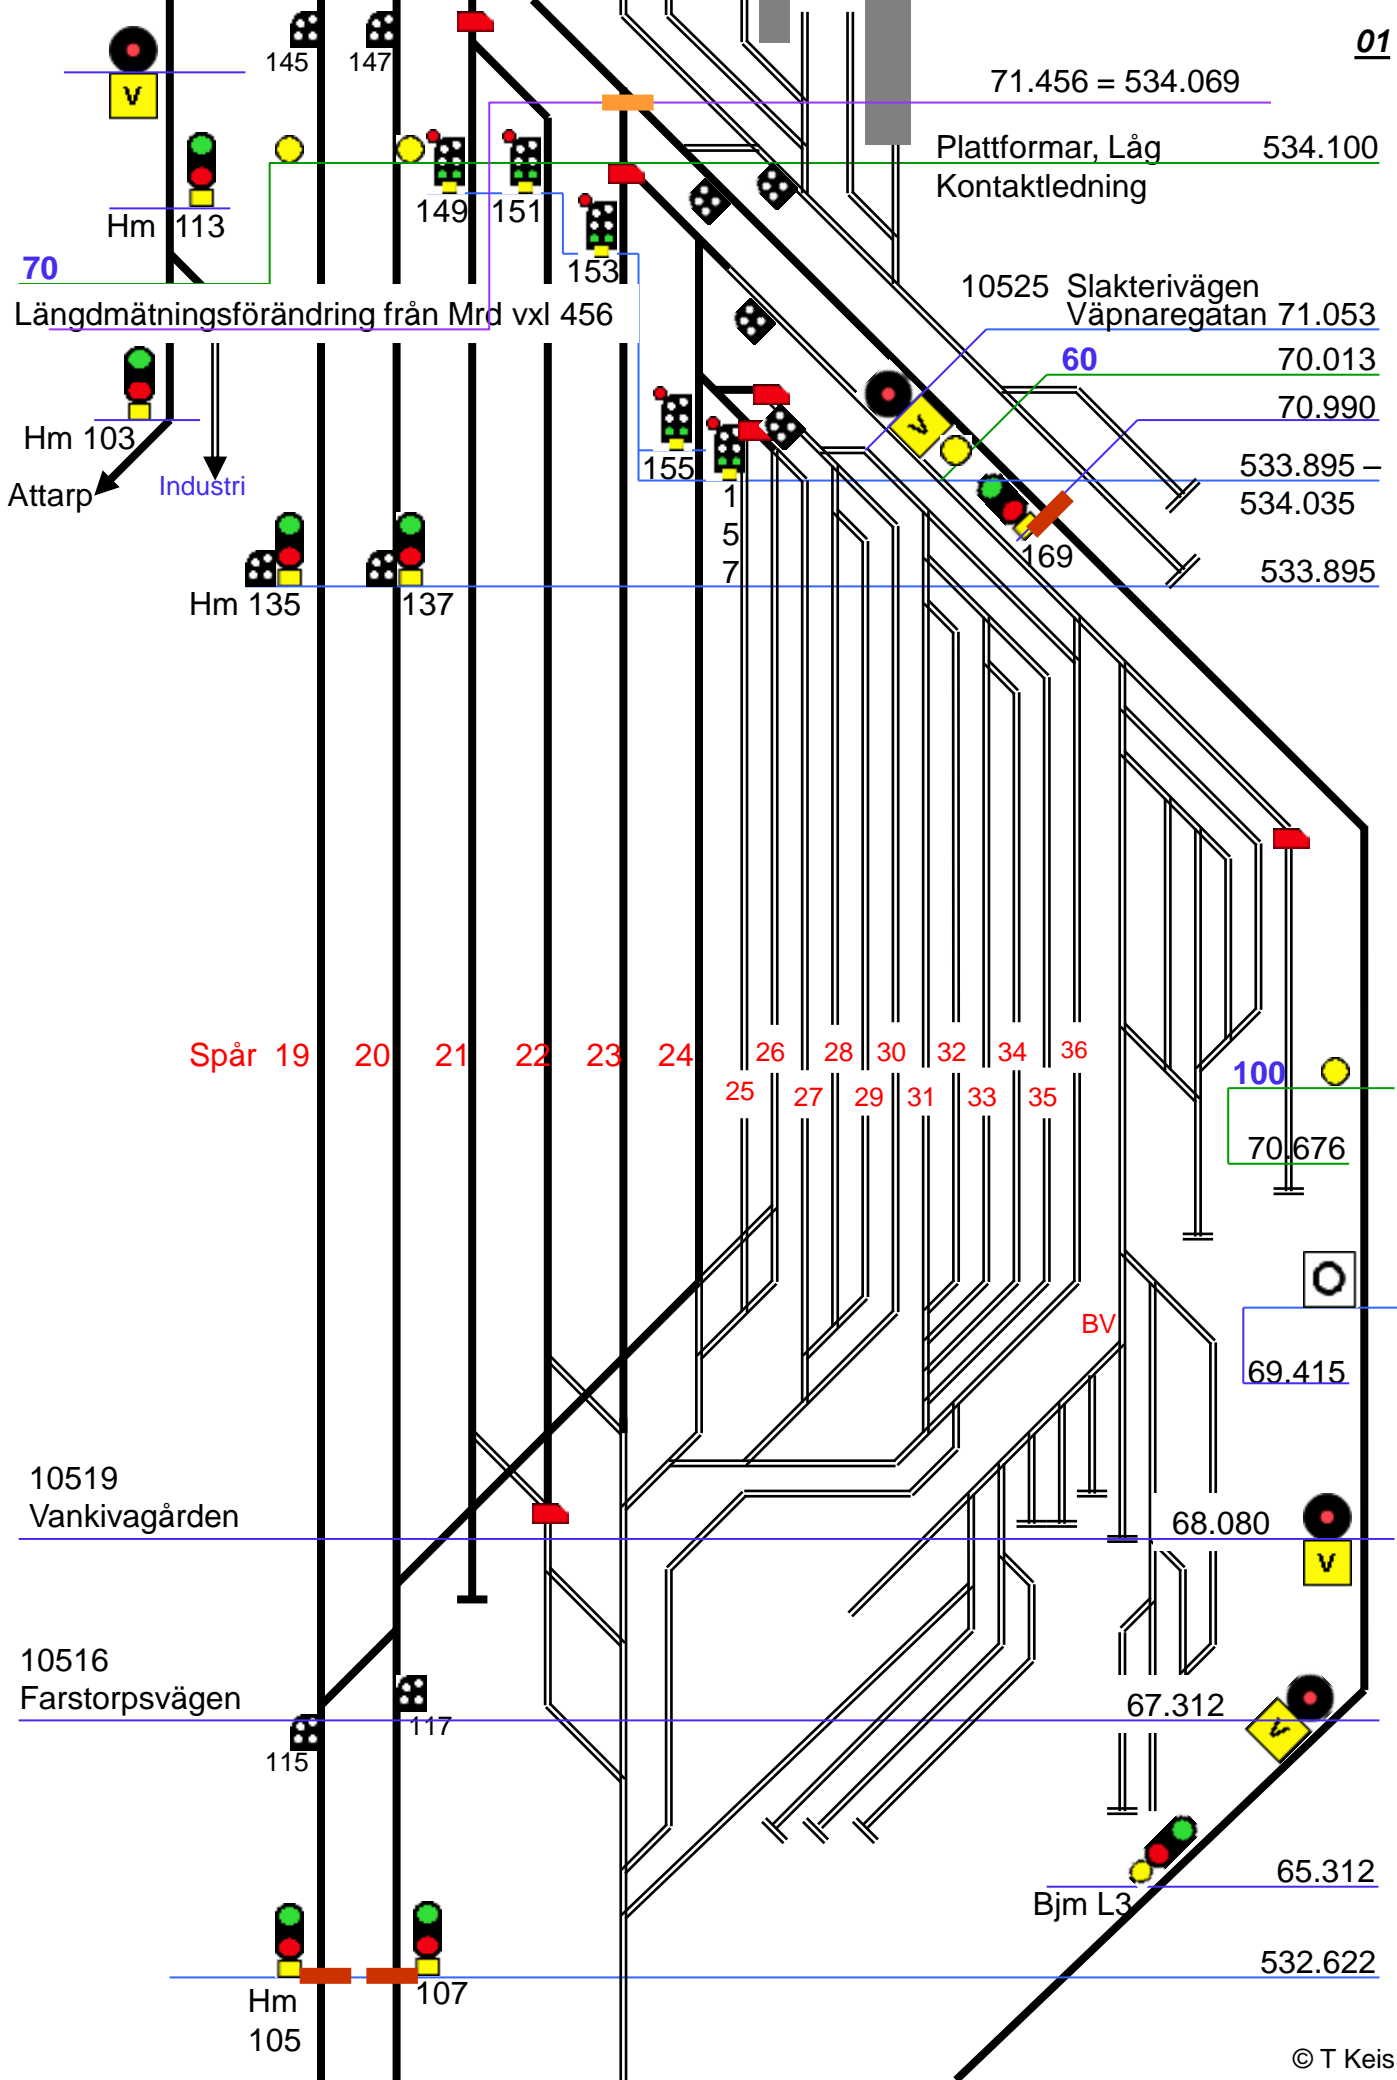 01
145
147
71.456 = 534.069
V
Plattformar, Låg
534.100
Kontaktledning
Hm 113
149
151
153
70
10525 Slakterivägen
Väpnaregatan 71.053
Längdmätningsförändring från Mrd vxl 456
60
70.013
V
70.990
Hm 103
155
533.895 –
Attarp
Industri
157
534.035
169
533.895
Hm 135
137
Spår 19
20
21
22
23
24
26
28
30
32
34
36
25
27
29
31
33
35
100
70.676
BV
69.415
10519
Vankivagården
68.080
V
10516
Farstorpsvägen
67.312
V
117
115
65.312
Bjm L3
532.622
Hm
105
107
© T Keis